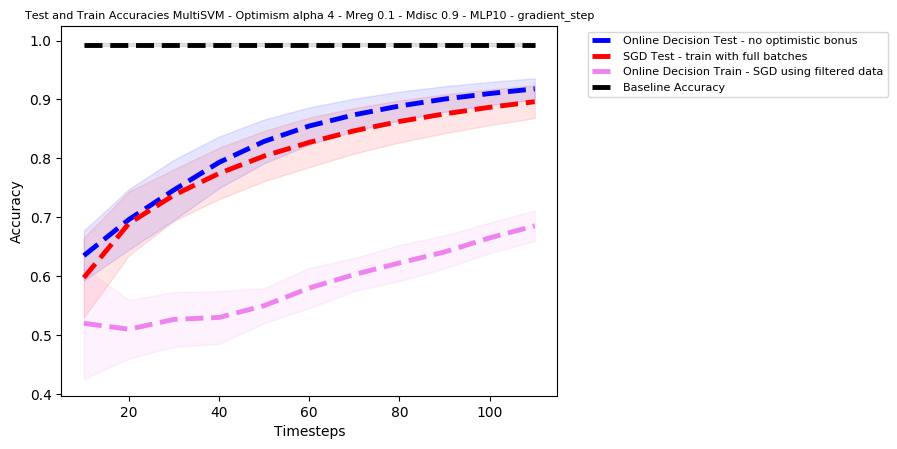 Test and Train Accuracies MultiSVM - Optimism alpha 4 - Mreg 0.1 - Mdisc 0.9 - MLP10 - gradient_step
Online Decision Test - no optimistic bonus
SGD Test - train with full batches
Online Decision Train - SGD using filtered data
Baseline Accuracy
Accuracy
1.0
0.9
0.8
0.7
0.6
0.5
0.4
20 40 60 80 100
Timesteps